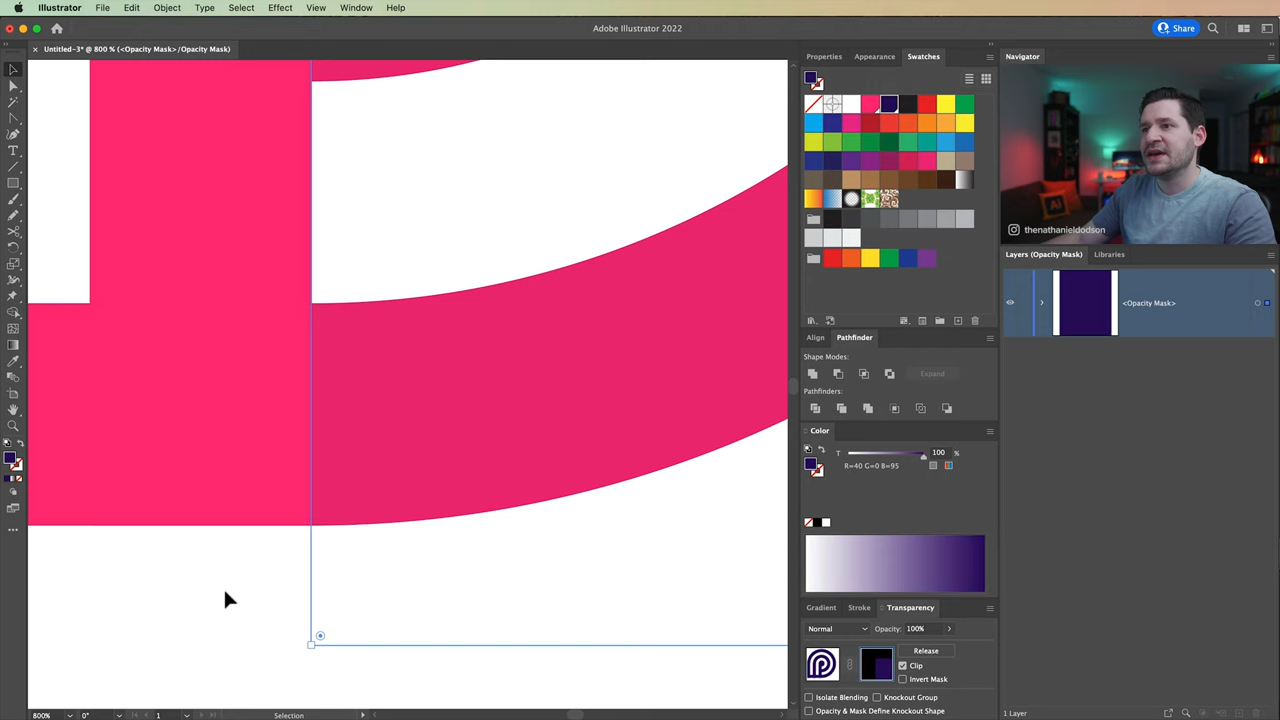 Illustrator File Edit Object Type Select Effect View Window Help
Adobe Illustrator 2022
Share
× Untitled-3* @ 800 % (<Opacity Mask>/Opacity Mask)
Properties Appearance Swatches
Navigator
Ai
thenathanieldodson
Layers (Opacity Mask) Libraries
<Opacity Mask>
Align Pathfinder
Shape Modes:
Expand
Pathfinders:
Color
T 100 %
R=40 G=0 B=95
Gradient Stroke Transparency
Normal Opacity: 100%
Release
Clip
Invert Mask
Isolate Blending Knockout Group
Opacity & Mask Define Knockout Shape
800% 0° 1 Selection
1 Layer